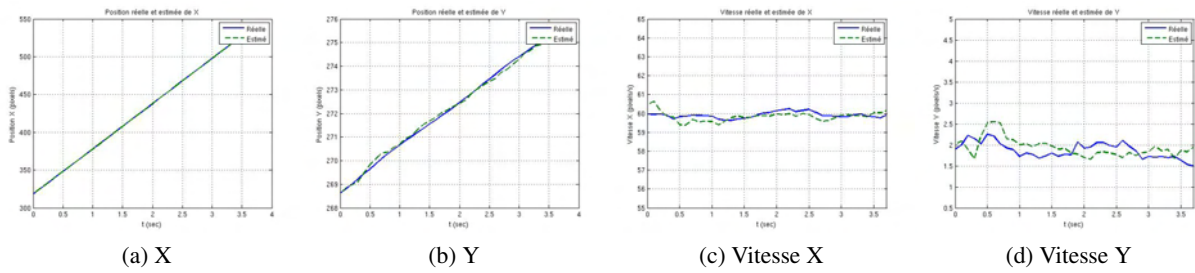 Position réelle et estimée de X
Réelle
Estimé
Position X (pixels)
550
500
450
400
350
300
0 0.5 1 1.5 2 2.5 3 3.5 4
t (sec)
(a) X
Position réelle et estimée de Y
Réelle
Estimé
Position Y (pixels)
276
275
274
273
272
271
270
269
268
0 0.5 1 1.5 2 2.5 3 3.5 4
t (sec)
(b) Y
Vitesse réelle et estimée de X
Réelle
Estimé
Vitesse X (pixels/s)
65
64
63
62
61
60
59
58
57
56
55
0 0.5 1 1.5 2 2.5 3 3.5
t (sec)
(c) Vitesse X
Vitesse réelle et estimée de Y
Réelle
Estimé
Vitesse Y (pixels/s)
5
4.5
4
3.5
3
2.5
2
1.5
1
0.5
0 0.5 1 1.5 2 2.5 3 3.5
t (sec)
(d) Vitesse Y